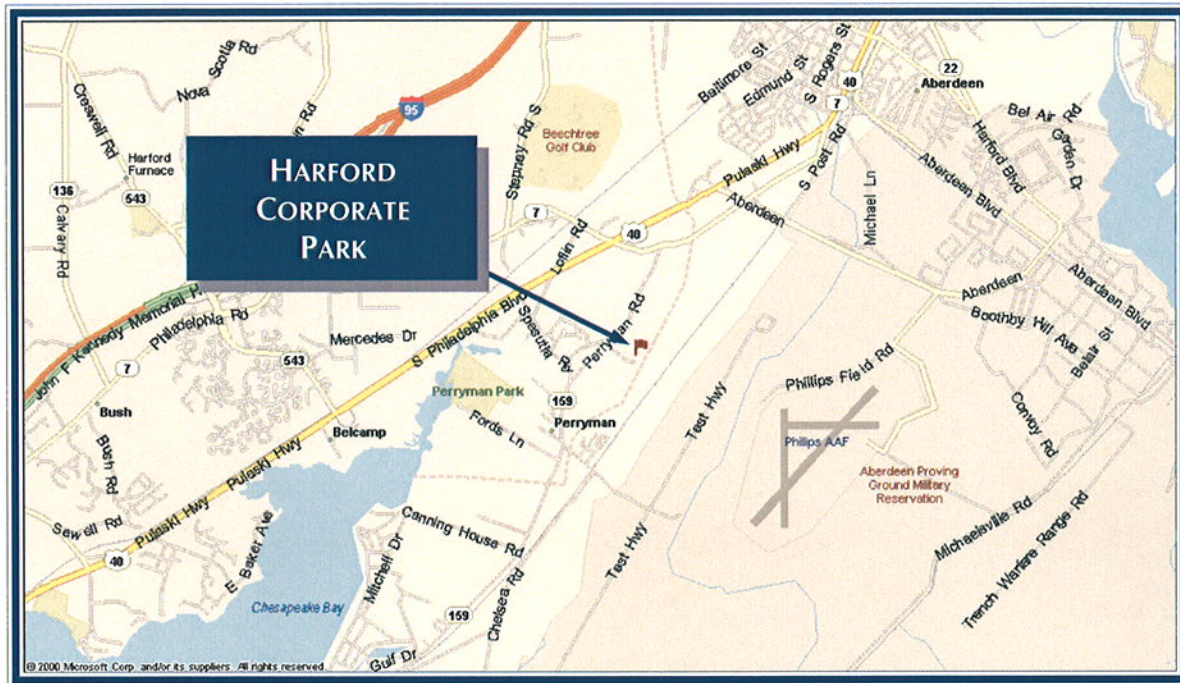 Nova Scotia Rd
Creswell Rd
95
Stepney Rd S
Beechtree
Golf Club
Baltimore St
Edmund St
S Rogers St
40
7
22
Aberdeen
Bel Air Rd
Garden Dr
Harford Blvd
Aberdeen Blvd
Harford
Furnace
136
543
Calvary Rd
HARFORD
CORPORATE
PARK
7
40
Loflin Rd
Pulaski Hwy
S Post Rd
Aberdeen
Michael Ln
Aberdeen
Aberdeen Blvd
Boothby Hill Ave
Belair St
John F Kennedy Memorial
Philadelphia Rd
7
543
Mercedes Dr
S Philadelphia Blvd
Spesutia Rd
Perryman Rd
Perryman Park
159
Perryman
Fords Ln
Test Hwy
Phillips Field Rd
Phillips AAF
Convoy Rd
Bush
Bush Rd
Belcamp
Pulaski Hwy
Aberdeen Proving
Ground Military
Reservation
Sewell Rd
40
Pulaski Hwy
E Baker Ave
Canning House Rd
Mitchell Dr
Test Hwy
Michaelsville Rd
Trench Warfare Range Rd
Chesapeake Bay
159
Chelsea Rd
Gulf Dr
© 2000 Microsoft Corp. and/or its suppliers. All rights reserved.